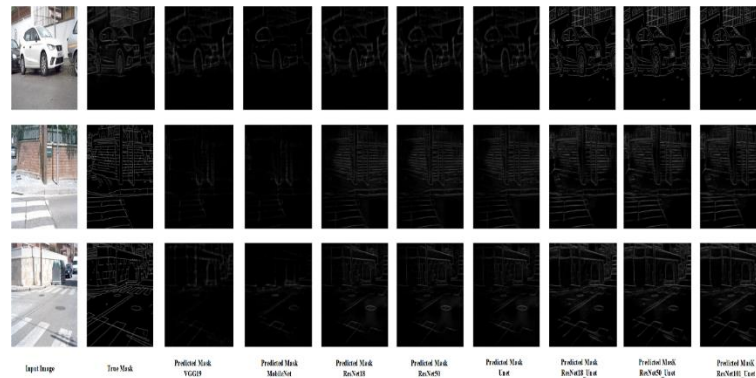 Input Image
True Mask
Predicted Mask
VGG19
Predicted Mask
MobileNet
Predicted Mask
ResNet18
Predicted Mask
ResNet50
Predicted Mask
Unet
Predicted Mask
ResNet18_Unet
Predicted MasK
ResNet50_Unet
Predicted Mask
ResNet101_Unet